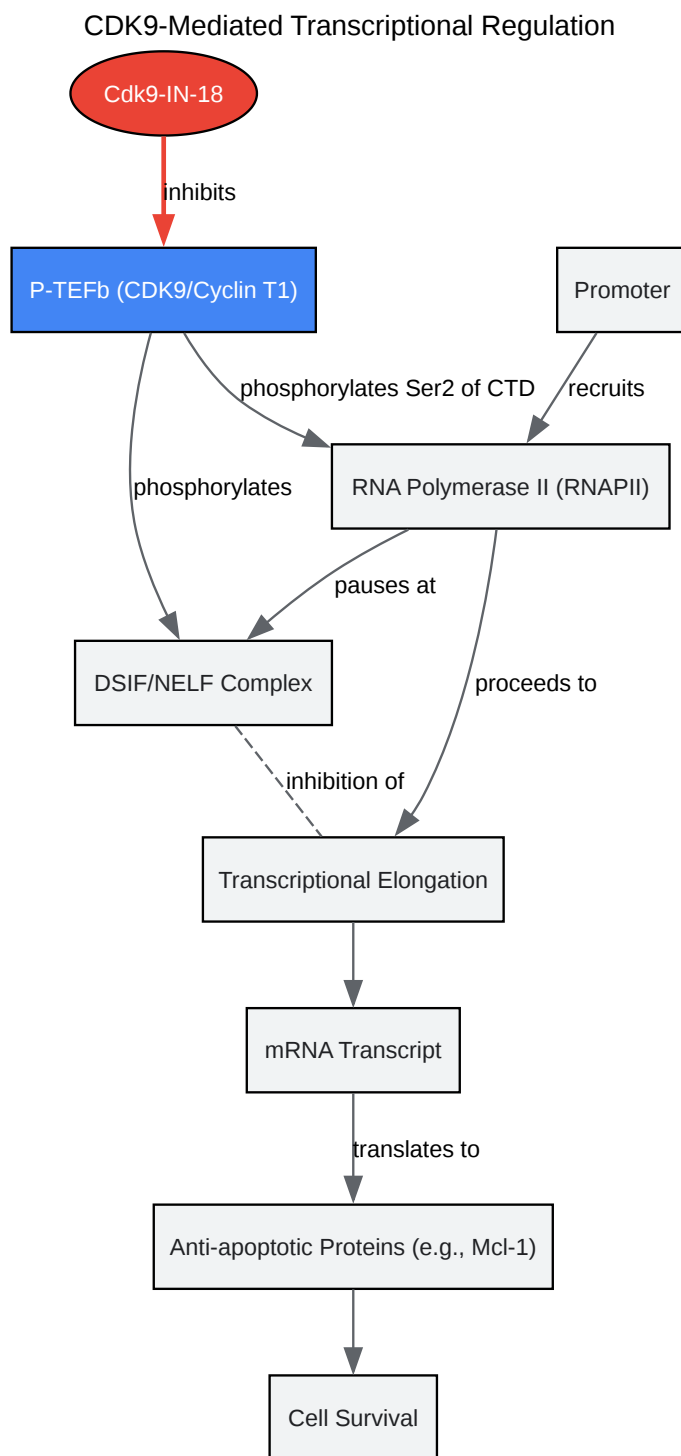 CDK9-Mediated Transcriptional Regulation
Cdk9-IN-18
inhibits
P-TEFb (CDK9/Cyclin T1)
Promoter
phosphorylates Ser2 of CTD
recruits
phosphorylates
RNA Polymerase II (RNAPII)
pauses at
DSIF/NELF Complex
proceeds to
inhibition of
Transcriptional Elongation
mRNA Transcript
translates to
Anti-apoptotic Proteins (e.g., Mcl-1)
Cell Survival